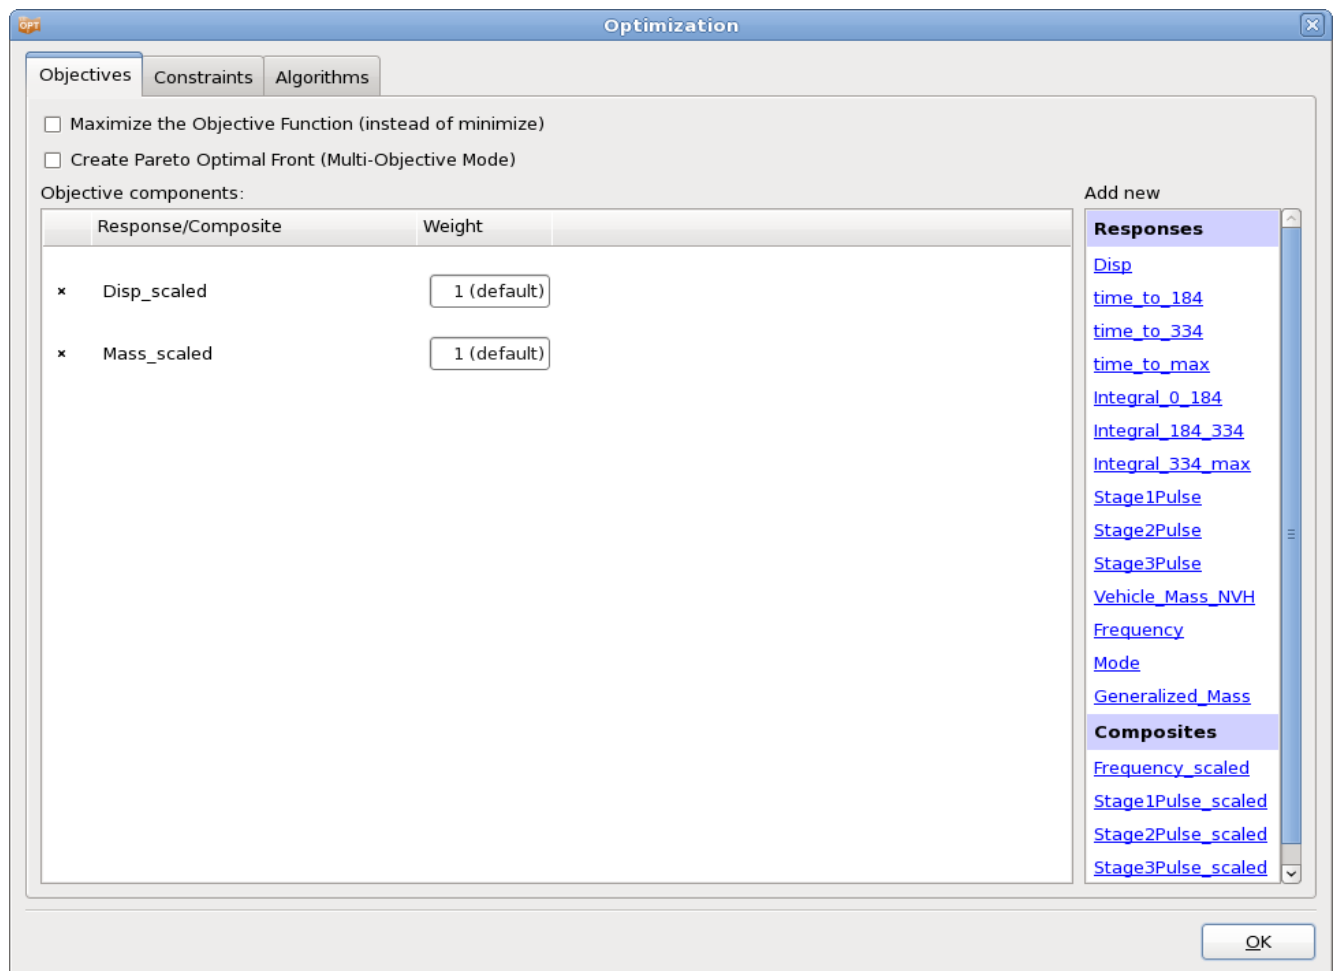 OPT
Optimization
Objectives Constraints Algorithms
Maximize the Objective Function (instead of minimize)
Create Pareto Optimal Front (Multi-Objective Mode)
Objective components:
Response/Composite Weight
Disp_scaled 1 (default)
Mass_scaled 1 (default)
Add new
Responses
Disp
time_to_184
time_to_334
time_to_max
Integral_0_184
Integral_184_334
Integral_334_max
Stage1Pulse
Stage2Pulse
Stage3Pulse
Vehicle_Mass_NVH
Frequency
Mode
Generalized_Mass
Composites
Frequency_scaled
Stage1Pulse_scaled
Stage2Pulse_scaled
Stage3Pulse_scaled
OK